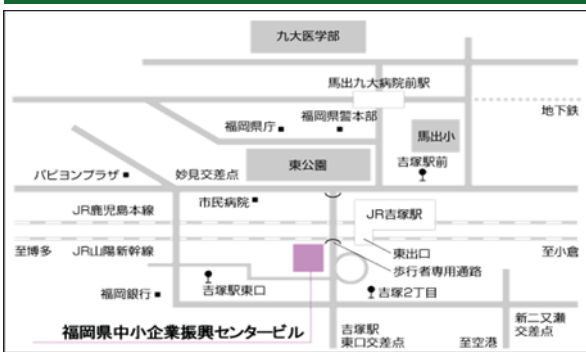 九大医学部
馬出九大病院前駅
地下鉄
福岡県庁
福岡県警本部
馬出小
東公園
吉塚駅前
パピヨンプラザ
妙見交差点
市民病院
JR鹿児島本線
JR吉塚駅
至博多
JR山陽新幹線
東出口
至小倉
歩行者専用通路
吉塚駅東口
福岡銀行
吉塚2丁目
福岡県中小企業振興センタービル
吉塚駅
東口交差点
至空港
新二又瀬
交差点